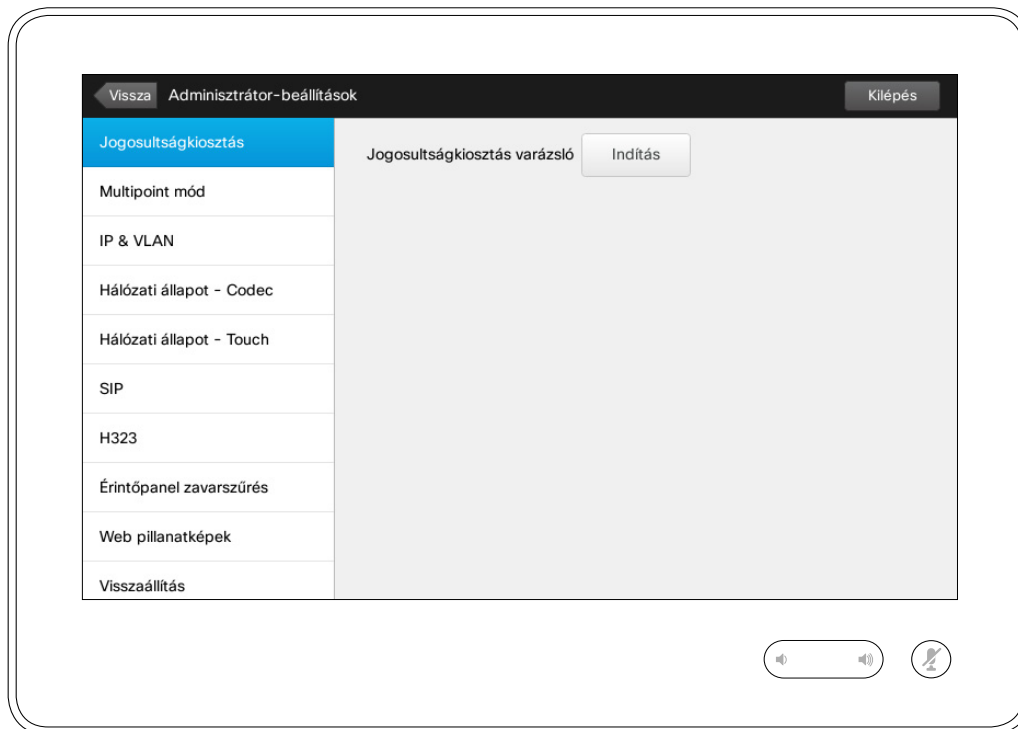 Vissza Adminisztrátor-beállítások Kilépés
Jogosultságkiosztás
Jogosultságkiosztás varázsló Indítás
Multipoint mód
IP & VLAN
Hálózati állapot - Codec
Hálózati állapot - Touch
SIP
H323
Érintőpanel zavarszűrés
Web pillanatképek
Visszaállítás